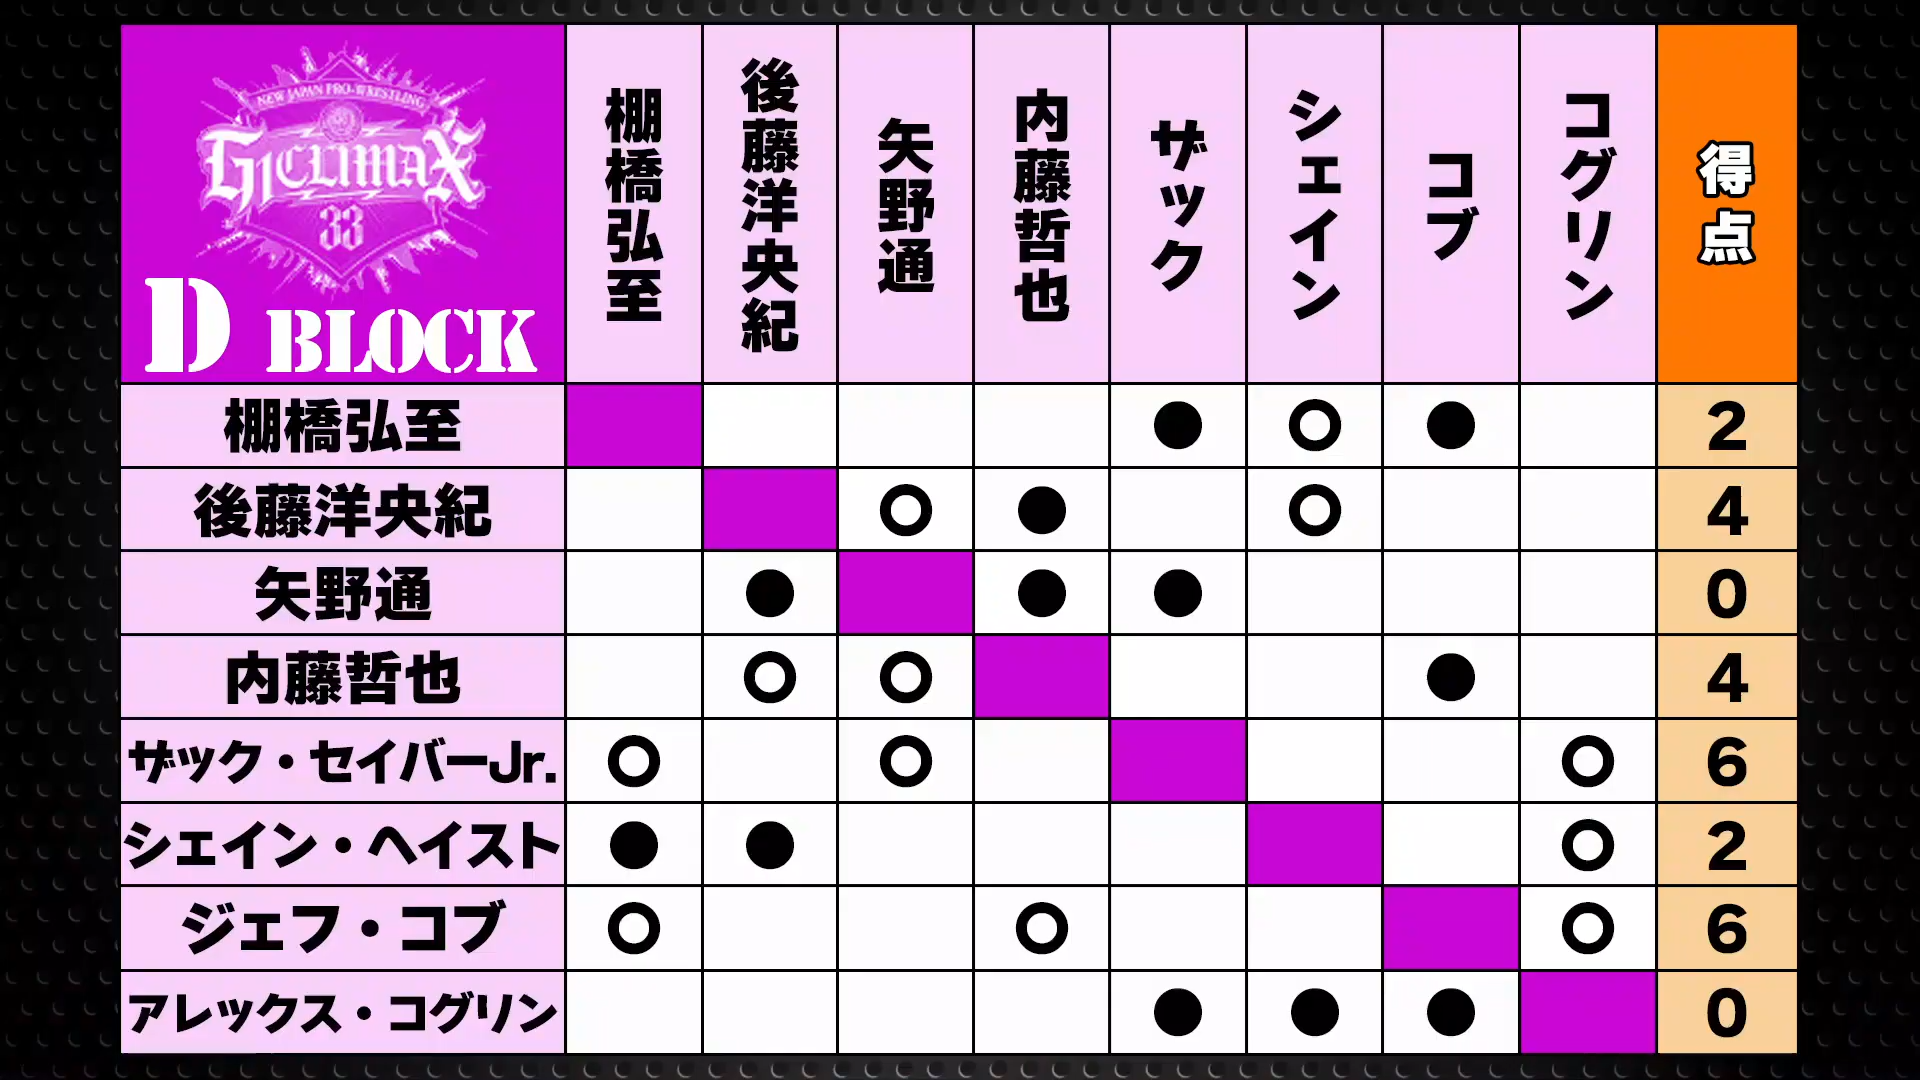 NEW JAPAN PRO-WRESTLING
G1 CLIMAX
33
D BLOCK
棚橋弘至
後藤洋央紀
矢野通
内藤哲也
ザック
シェイン
コブ
コグリン
得点
棚橋弘至 ● ○ ● 2
後藤洋央紀 ○ ● ○ 4
矢野通 ● ● ● 0
内藤哲也 ○ ○ ● 4
ザック・セイバーJr. ○ ○ ○ 6
シェイン・ヘイスト ● ● ○ 2
ジェフ・コブ ○ ○ ○ 6
アレックス・コグリン ● ● ● 0